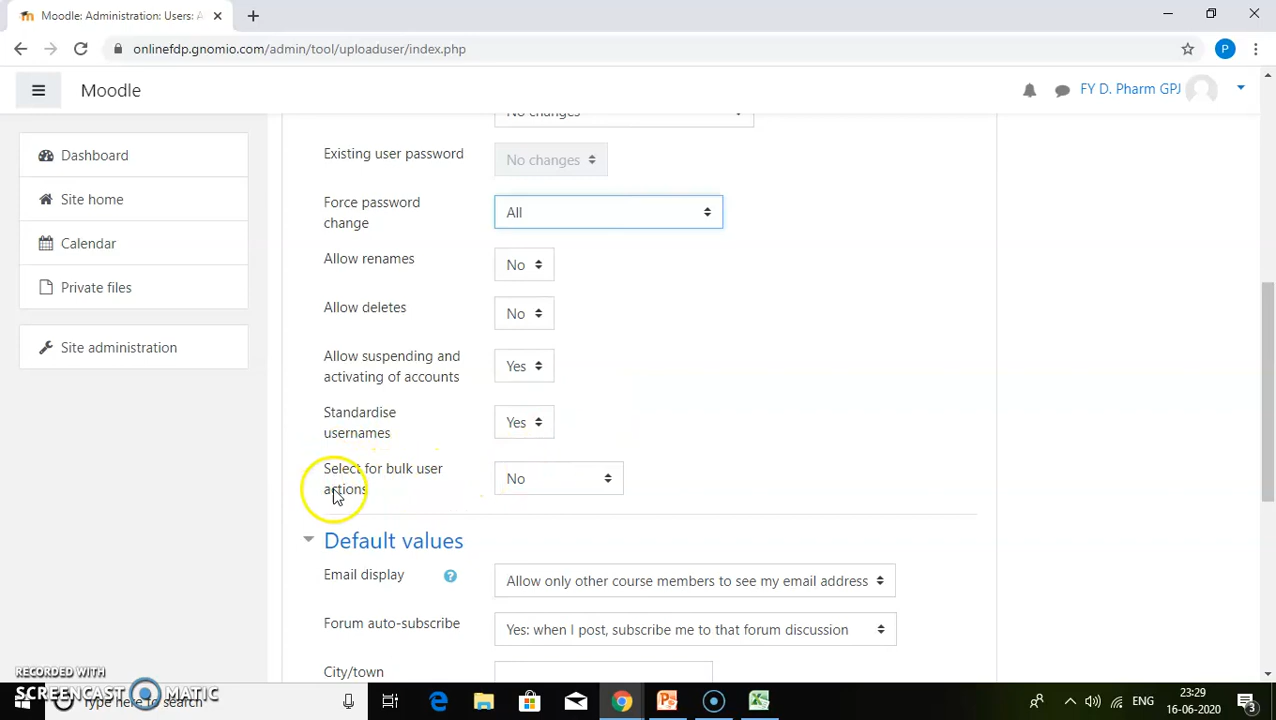 Moodle: Administration: Users: A
onlinefdp.gnomio.com/admin/tool/uploaduser/index.php
P
Moodle
FY D. Pharm GPJ
No changes
Dashboard
Existing user password
No changes
Site home
Force password
change
All
Calendar
Allow renames
No
Private files
Allow deletes
No
Site administration
Allow suspending and
activating of accounts
Yes
Standardise
usernames
Yes
Select for bulk user
actions
No
Default values
Email display
?
Allow only other course members to see my email address
Forum auto-subscribe
Yes: when I post, subscribe me to that forum discussion
City/town
RECORDED WITH
SCREENCAST MATIC
Type here to search
ENG
23:29
16-06-2020
3